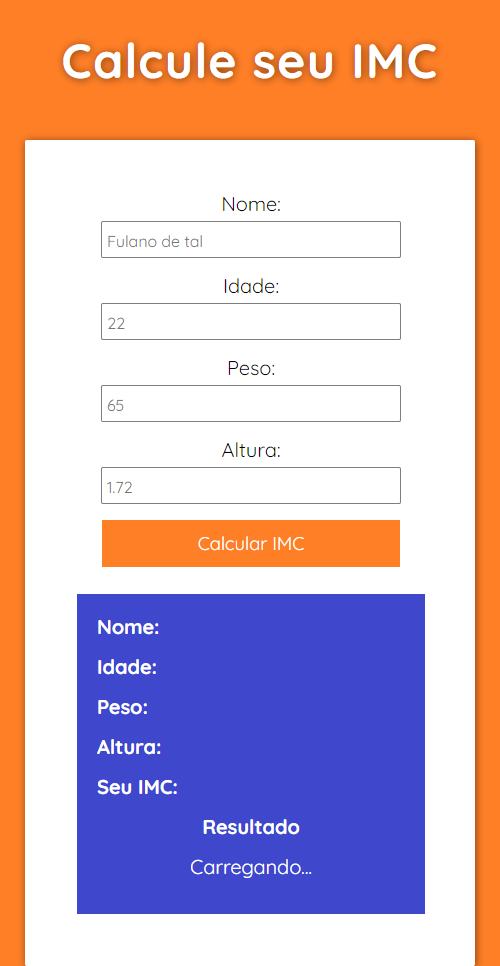 Calcule seu IMC
Nome:
Fulano de tal
Idade:
22
Peso:
65
Altura:
1.72
Calcular IMC
Nome:
Idade:
Peso:
Altura:
Seu IMC:
Resultado
Carregando...